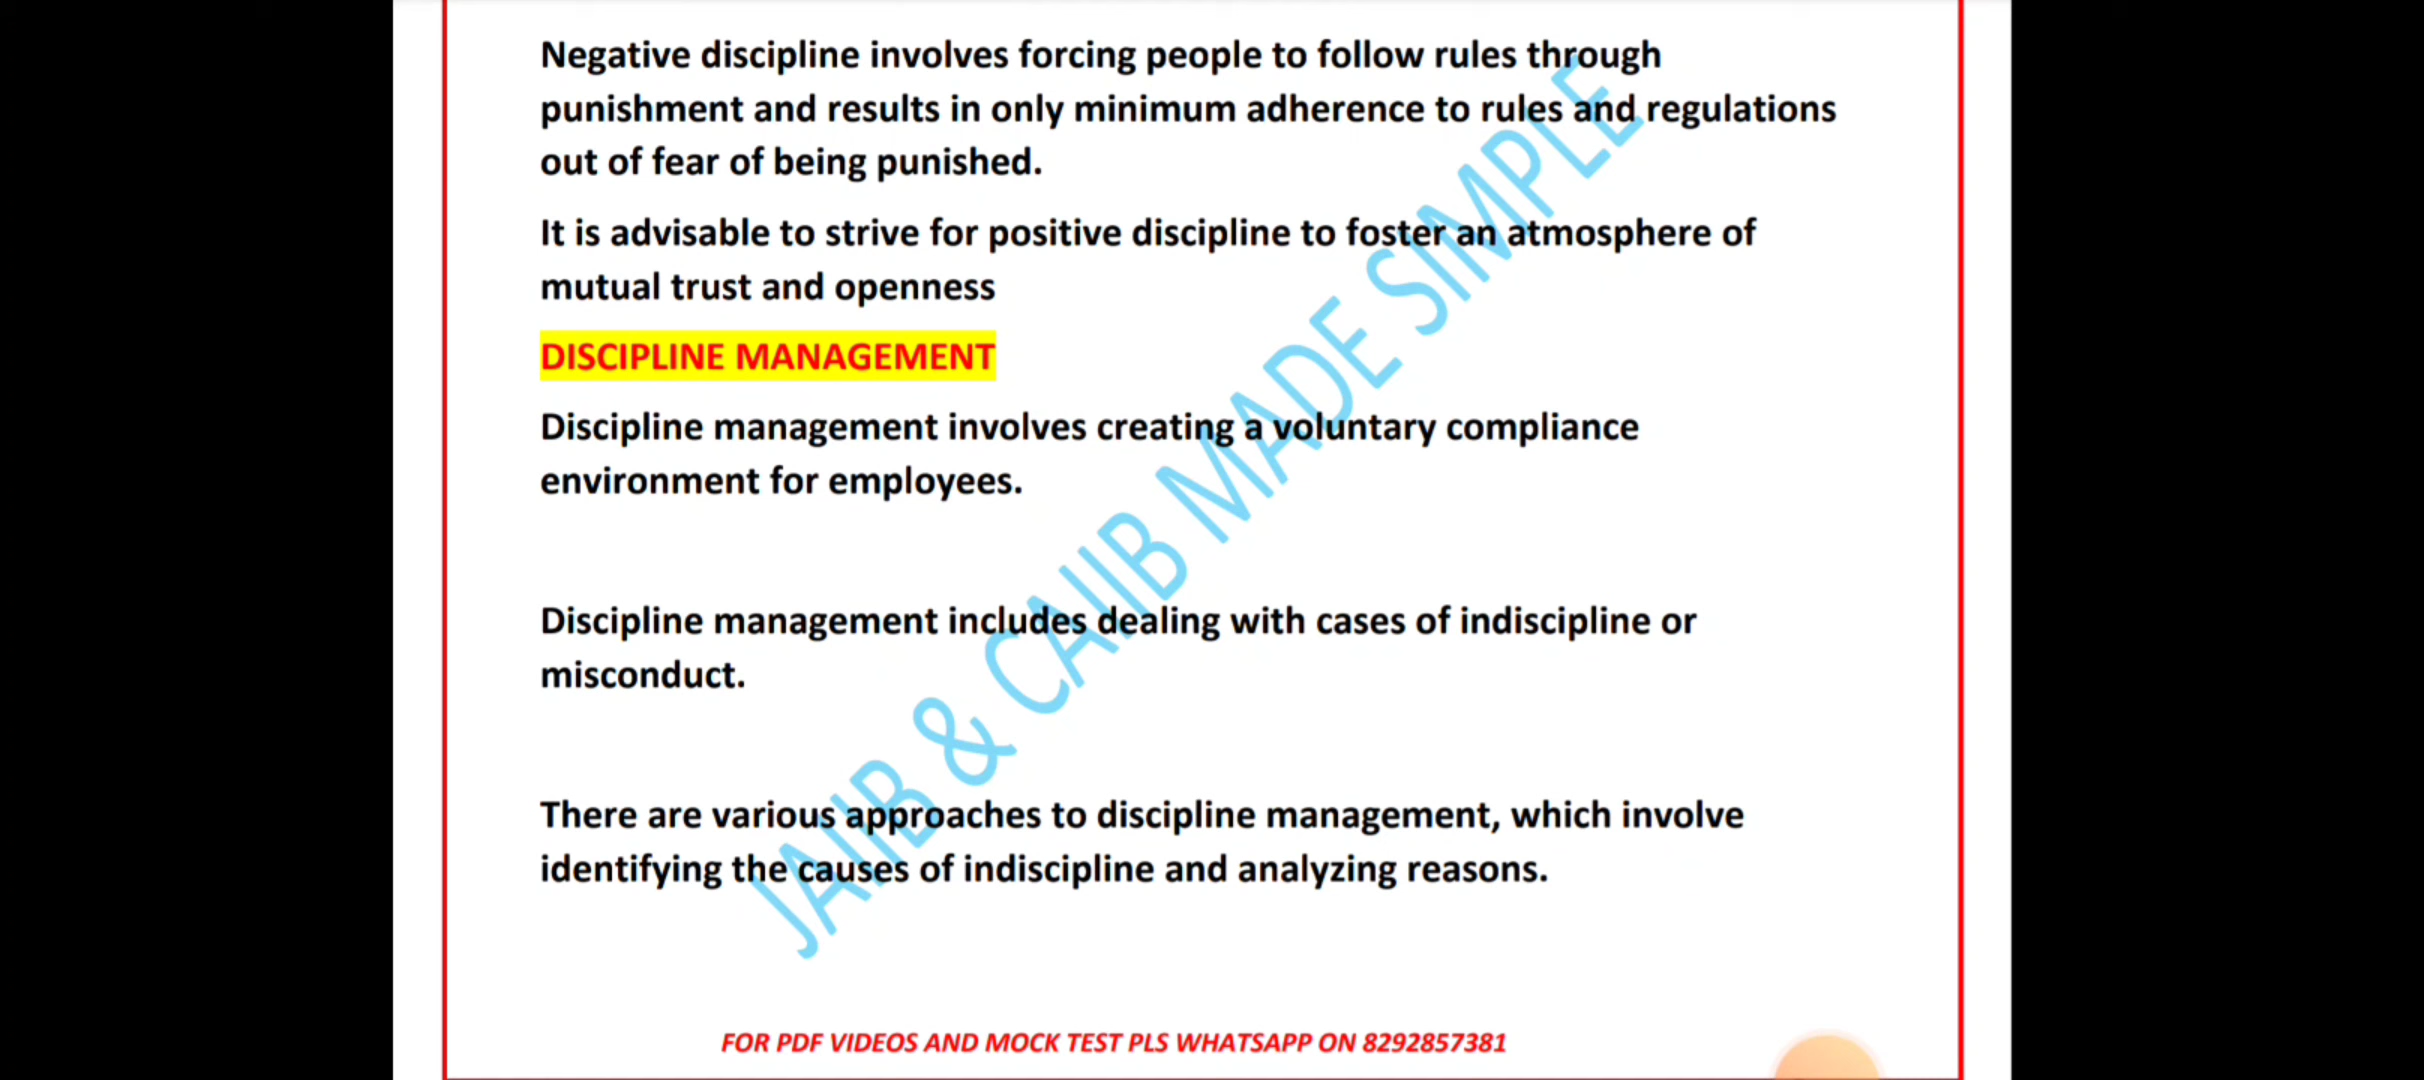 Negative discipline involves forcing people to follow rules through
punishment and results in only minimum adherence to rules and regulations
out of fear of being punished.
It is advisable to strive for positive discipline to foster an atmosphere of
mutual trust and openness
DISCIPLINE MANAGEMENT
Discipline management involves creating a voluntary compliance
environment for employees.
Discipline management includes dealing with cases of indiscipline or
misconduct.
There are various approaches to discipline management, which involve
identifying the causes of indiscipline and analyzing reasons.
JAIIB & CAIIB MADE SIMPLE
FOR PDF VIDEOS AND MOCK TEST PLS WHATSAPP ON 8292857381